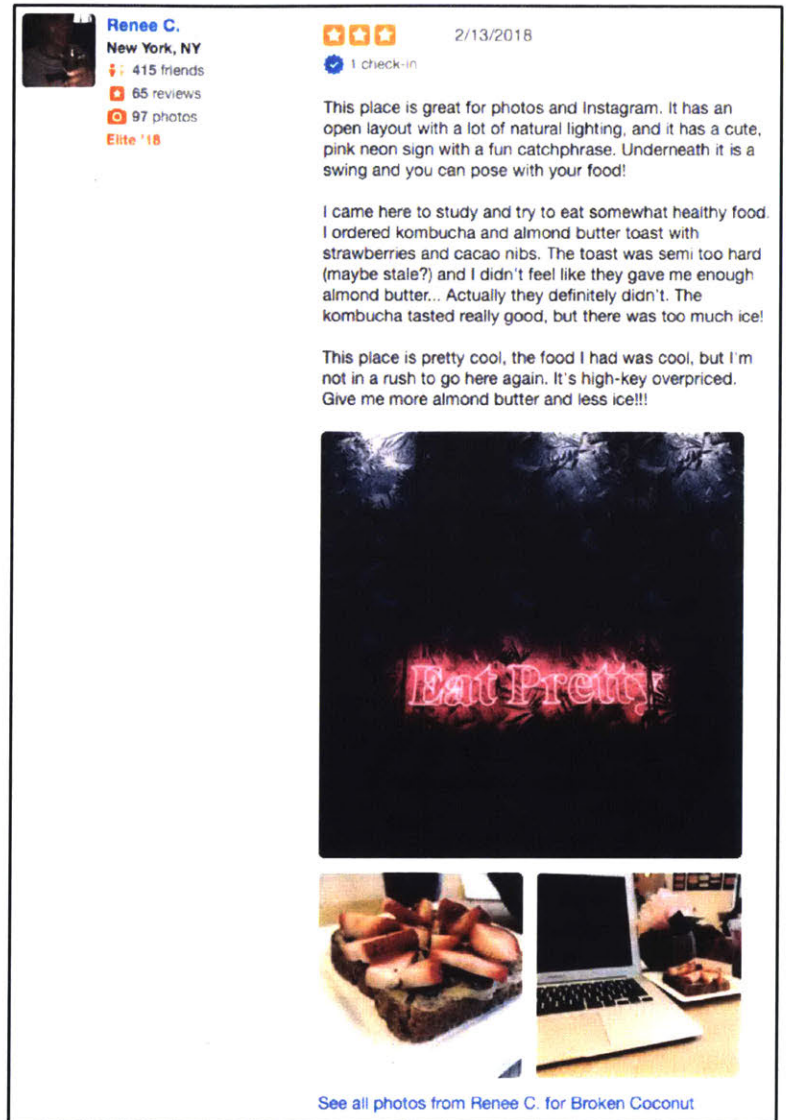 Renee C.
New York, NY
415 friends
65 reviews
97 photos
Elite '18
2/13/2018
1 check-in
This place is great for photos and Instagram. It has an
open layout with a lot of natural lighting, and it has a cute,
pink neon sign with a fun catchphrase. Underneath it is a
swing and you can pose with your food!
I came here to study and try to eat somewhat healthy food.
I ordered kombucha and almond butter toast with
strawberries and cacao nibs. The toast was semi too hard
(maybe stale?) and I didn't feel like they gave me enough
almond butter... Actually they definitely didn't. The
kombucha tasted really good, but there was too much ice!
This place is pretty cool, the food I had was cool, but I'm
not in a rush to go here again. It's high-key overpriced.
Give me more almond butter and less ice!!!
Eat Pretty
See all photos from Renee C. for Broken Coconut